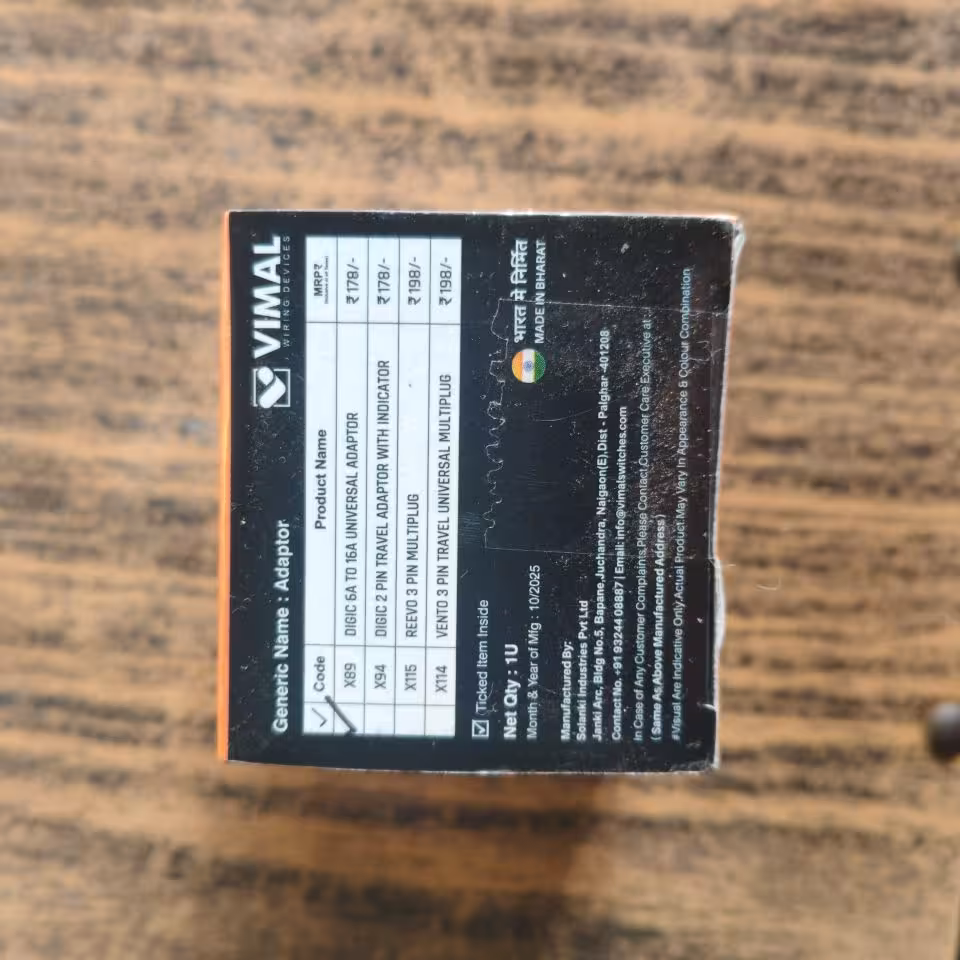 VIMAL
WIRING DEVICES
Generic Name : Adaptor
✓ Code Product Name MRP₹
X89 DIGIC 6A TO 16A UNIVERSAL ADAPTOR ₹178/-
X94 DIGIC 2 PIN TRAVEL ADAPTOR WITH INDICATOR ₹178/-
X115 REEVO 3 PIN MULTIPLUG ₹198/-
X114 VENTO 3 PIN TRAVEL UNIVERSAL MULTIPLUG ₹198/-
Ticked Item Inside
Net Qty : 1U
Month & Year of Mfg : 10/2025
भारत में निर्मित
MADE IN BHARAT
Manufactured By:
Solanki Industries Pvt Ltd
Janki Arc, Bldg No.5, Bapane,Juchandra, Naigaon(E),Dist - Palghar -401208
Contact No. +91 93244 08887 | Email: info@vimalswitches.com
In Case of Any Customer Complaints,Please Contact,Customer Care Executive at :
( Same As Above Manufactured Address)
#Visual Are Indicative Only,Actual Product May Vary In Appearance & Colour Combination